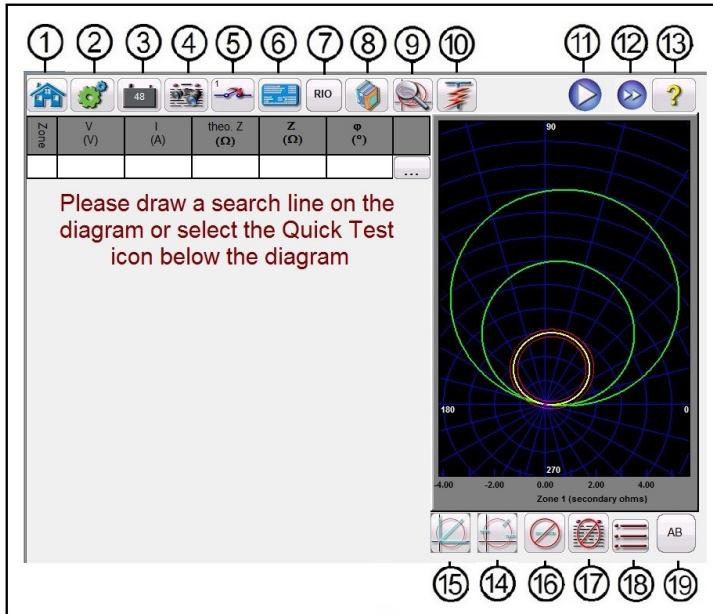 1 2 3 4 5 6 7 8 9 10 11 12 13
48 1 RIO ?
Zone V (V) I (A) theo. Z (Ω) Z (Ω) φ (°)
...
Please draw a search line on the
diagram or select the Quick Test
icon below the diagram
90
180 0
270
-4.00 -2.00 0.00 2.00 4.00
Zone 1 (secondary ohms)
AB
15 14 16 17 18 19